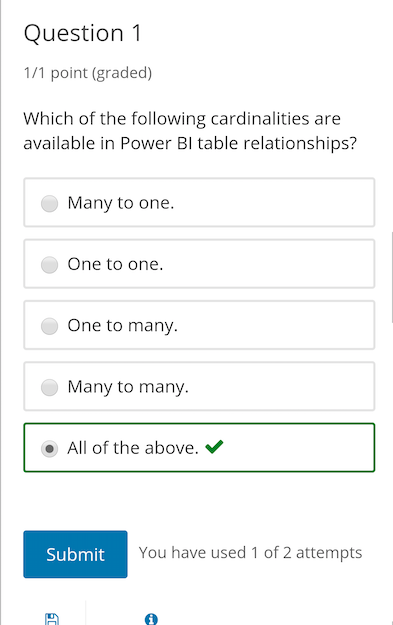 Question 1
1/1 point (graded)
Which of the following cardinalities are
available in Power BI table relationships?
Many to one.
One to one.
One to many.
Many to many.
All of the above.
Submit
You have used 1 of 2 attempts